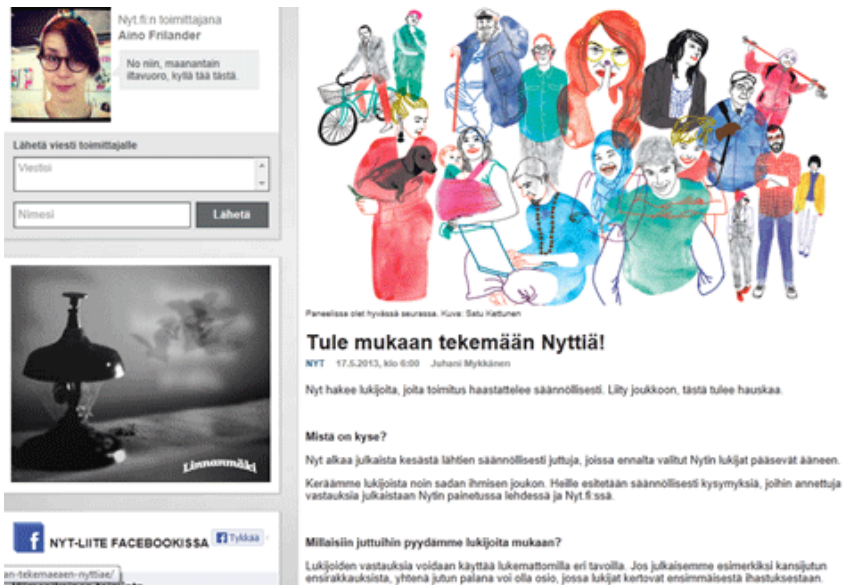 Nyt.fi:n toimittajana
Aino Frilander
No niin, maanantain
iltavuoro, kyllä tää tästä.
Lähetä viesti toimittajalle
Viestisi
Nimesi
Lähetä
Linnanmäki
NYT-LIITE FACEBOOKISSA
Tykkää
an-tekemaeaen-nyttiae/
Paneelissa olet hyvässä seurassa. Kuva: Satu Kettunen
Tule mukaan tekemään Nyttiä!
NYT 17.5.2013, klo 6:00 Juhani Mykkänen
Nyt hakee lukijoita, joita toimitus haastattelee säännöllisesti. Liity joukkoon, tästä tulee hauskaa.
Mistä on kyse?
Nyt alkaa julkaista kesästä lähtien säännöllisesti juttuja, joissa ennalta valitut Nytin lukijat pääsevät ääneen.
Keräämme lukijoista noin sadan ihmisen joukon. Heille esitetään säännöllisesti kysymyksiä, joihin annettuja
vastauksia julkaistaan Nytin painetussa lehdessä ja Nyt.fi:ssä.
Millaisiin juttuihin pyydämme lukijoita mukaan?
Lukijoiden vastauksia voidaan käyttää lukemattomilla eri tavoilla. Jos julkaisemme esimerkiksi kansijutun
ensirakkauksista, yhtenä jutun palana voi olla osio, jossa lukijat kertovat ensimmäisestä ihastuksestaan.